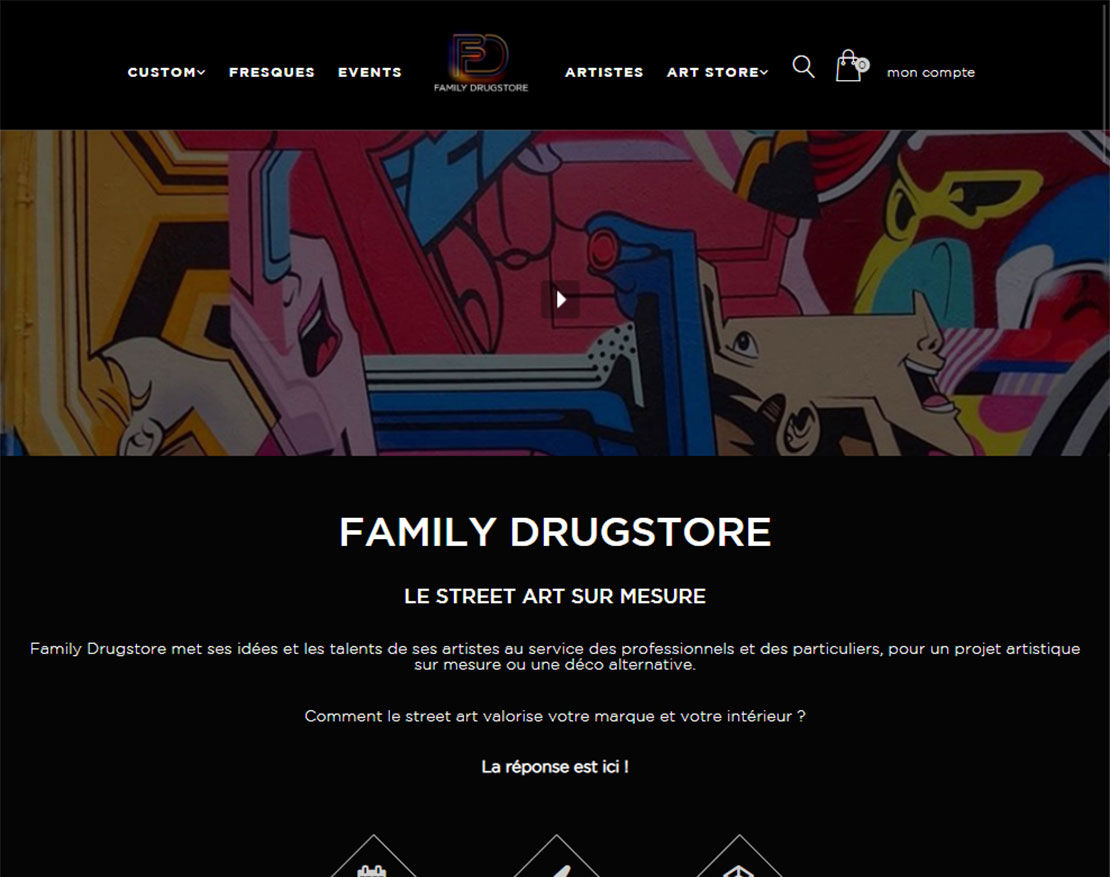 CUSTOM
FRESQUES
EVENTS
FD
FAMILY DRUGSTORE
ARTISTES
ART STORE
0
mon compte
FAMILY DRUGSTORE
LE STREET ART SUR MESURE
Family Drugstore met ses idées et les talents de ses artistes au service des professionnels et des particuliers, pour un projet artistique
sur mesure ou une déco alternative.
Comment le street art valorise votre marque et votre intérieur ?
La réponse est ici !